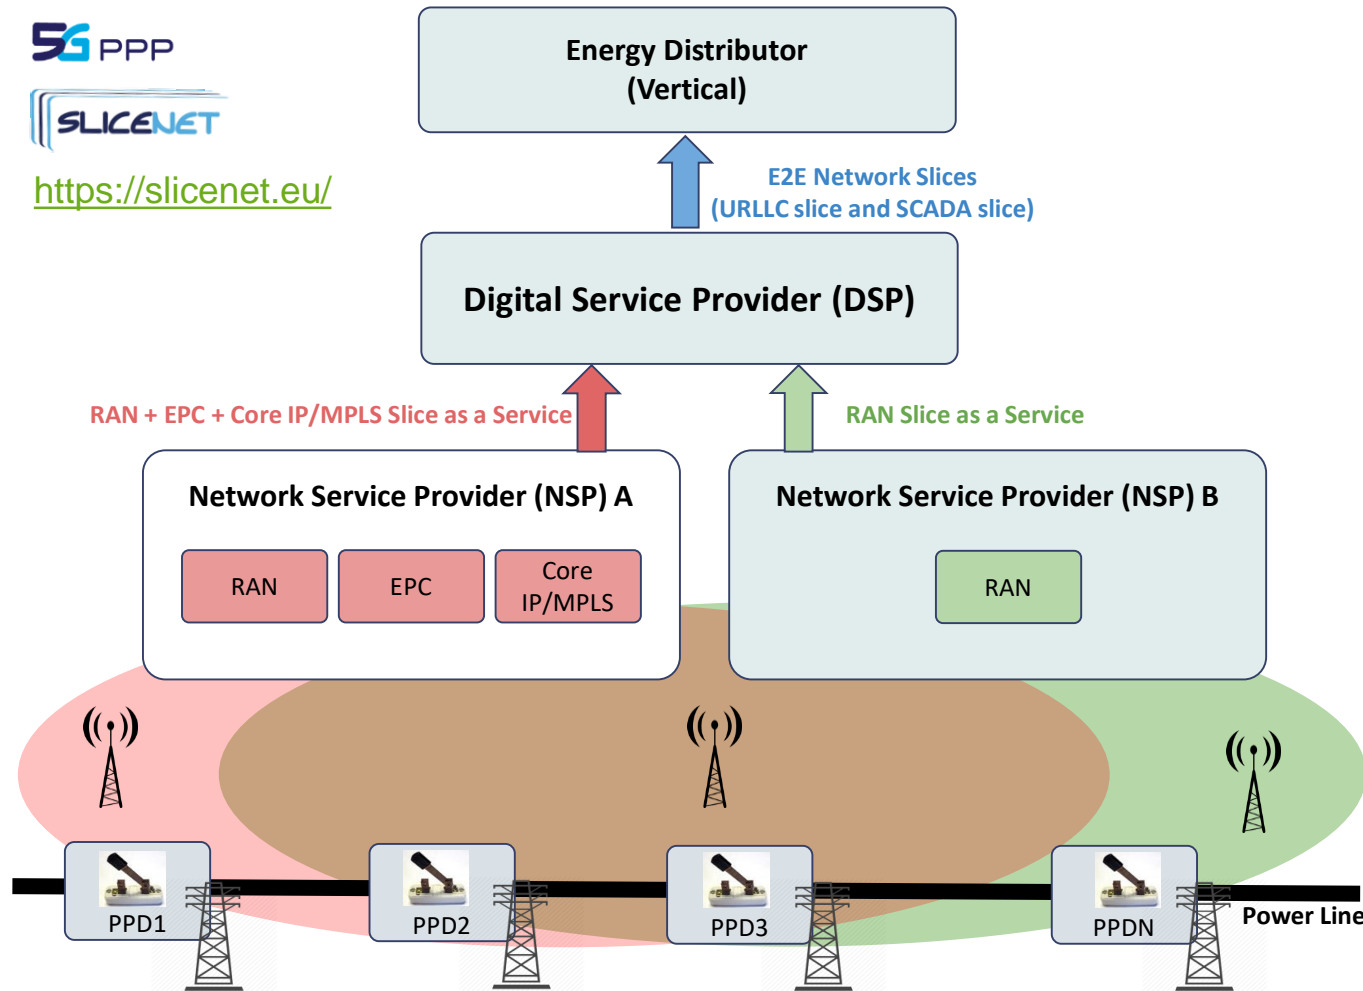 5G PPP
SLICENET
https://slicenet.eu/
Energy Distributor
(Vertical)
E2E Network Slices
(URLLC slice and SCADA slice)
Digital Service Provider (DSP)
RAN + EPC + Core IP/MPLS Slice as a Service
RAN Slice as a Service
Network Service Provider (NSP) A
RAN
EPC
Core
IP/MPLS
Network Service Provider (NSP) B
RAN
PPD1
PPD2
PPD3
PPDN
Power Line